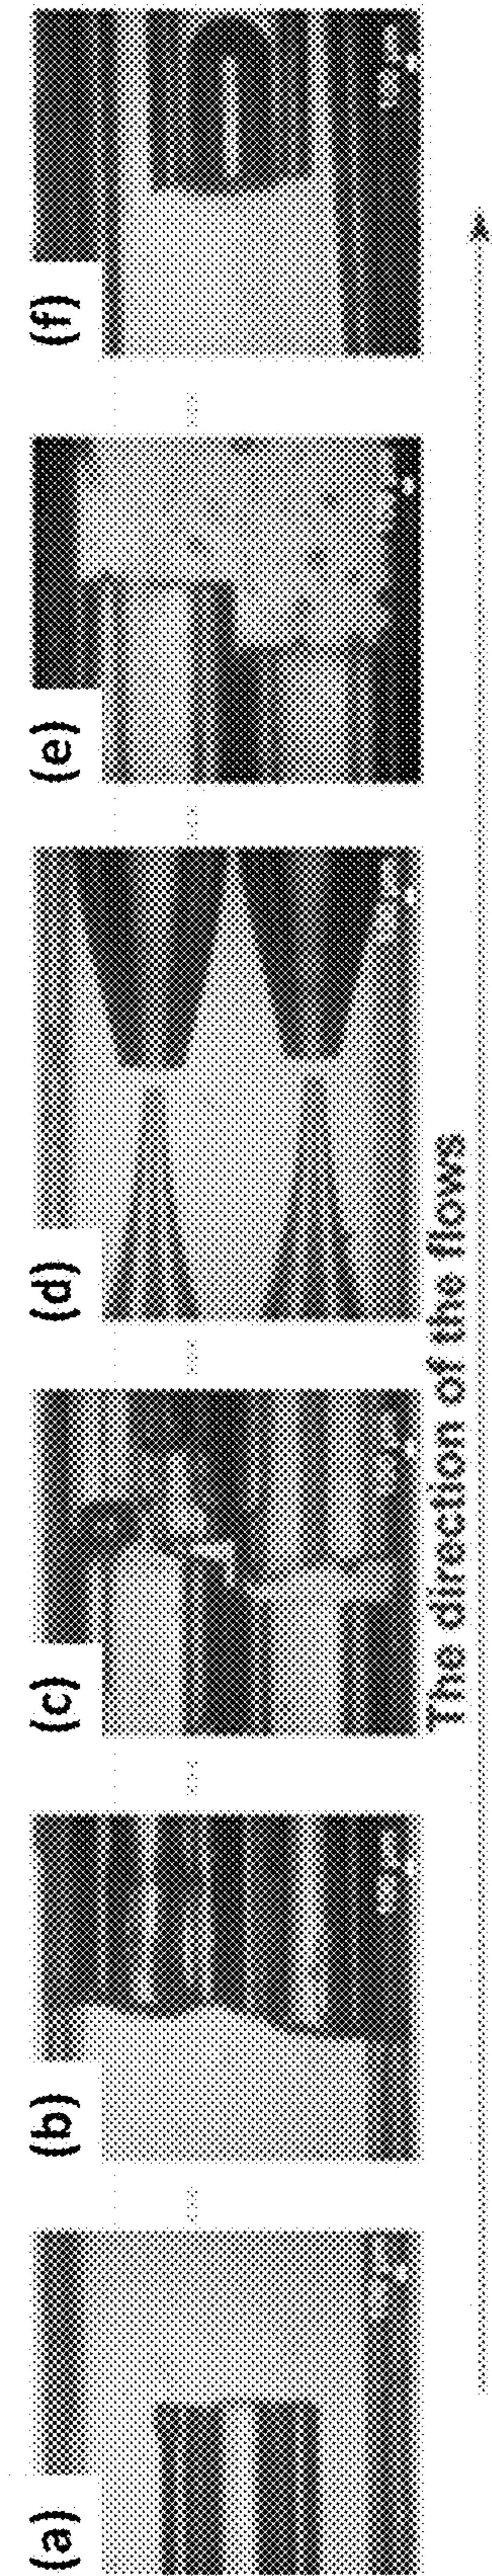 (a)
(b)
(c)
(d)
(e)
(f)
The direction of the flows